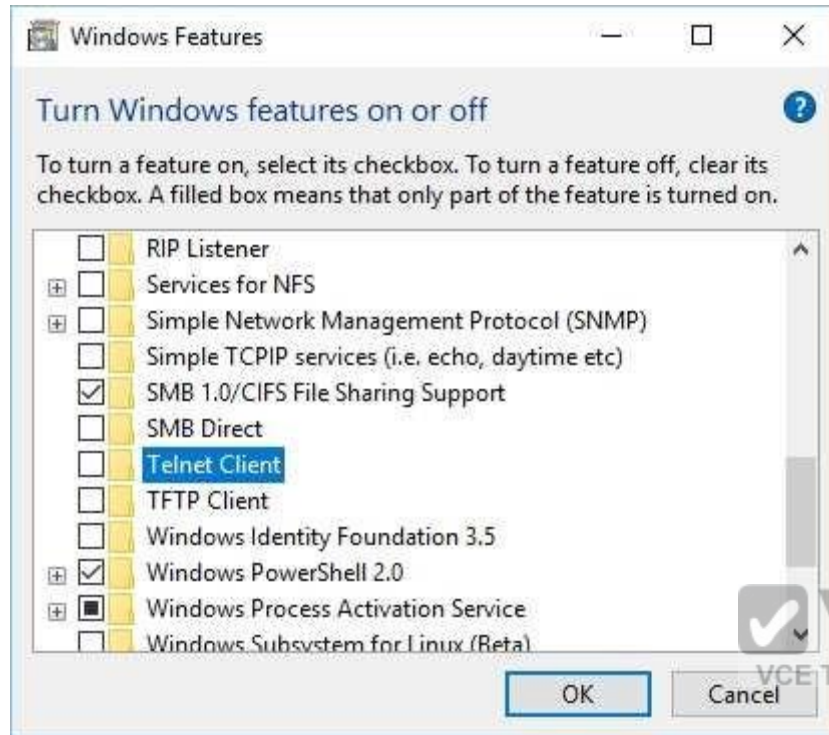 Windows Features
Turn Windows features on or off
To turn a feature on, select its checkbox. To turn a feature off, clear its
checkbox. A filled box means that only part of the feature is turned on.
RIP Listener
Services for NFS
Simple Network Management Protocol (SNMP)
Simple TCPIP services (i.e. echo, daytime etc)
SMB 1.0/CIFS File Sharing Support
SMB Direct
Telnet Client
TFTP Client
Windows Identity Foundation 3.5
Windows PowerShell 2.0
Windows Process Activation Service
Windows Subsystem for Linux (Beta)
OK
Cancel
VCE T